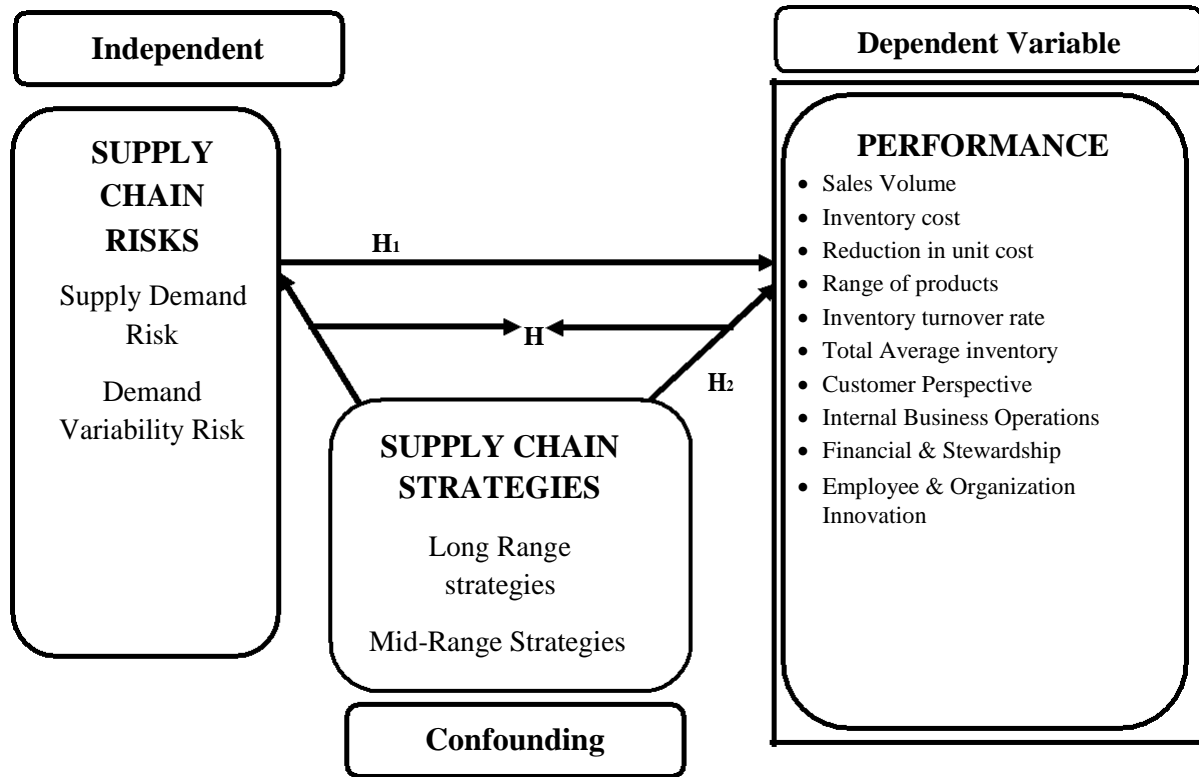 Independent
SUPPLY
CHAIN
RISKS
Supply Demand
Risk
Demand
Variability Risk
H1
H
H2
SUPPLY CHAIN
STRATEGIES
Long Range
strategies
Mid-Range Strategies
Confounding
Dependent Variable
PERFORMANCE
• Sales Volume
• Inventory cost
• Reduction in unit cost
• Range of products
• Inventory turnover rate
• Total Average inventory
• Customer Perspective
• Internal Business Operations
• Financial & Stewardship
• Employee & Organization
Innovation